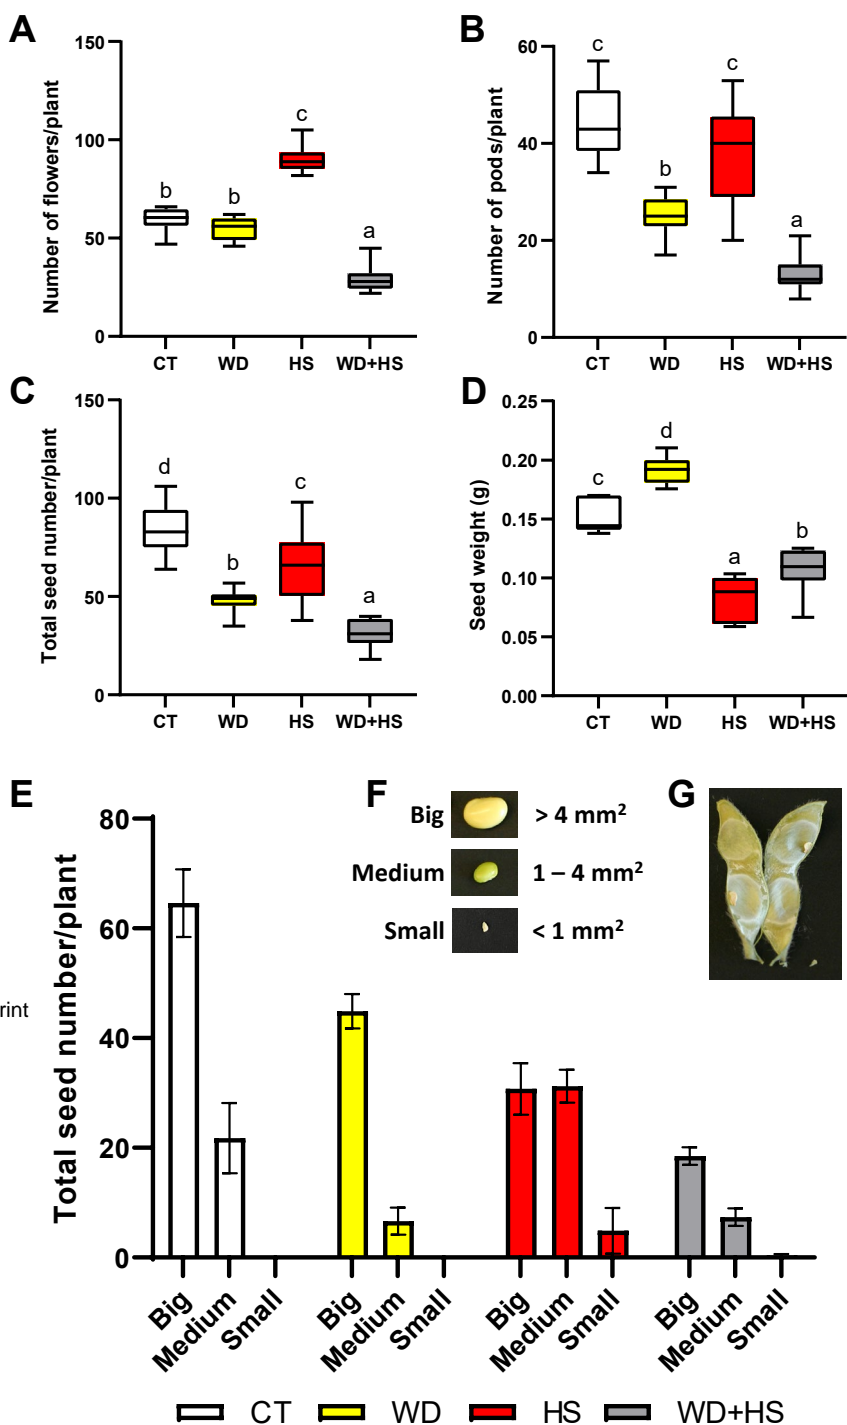 A
Number of flowers/plant
150
100
50
0
b
b
c
a
CT WD HS WD+HS
B
Number of pods/plant
60
40
20
0
c
b
c
a
CT WD HS WD+HS
C
Total seed number/plant
150
100
50
0
d
b
c
a
CT WD HS WD+HS
D
Seed weight (g)
0.25
0.20
0.15
0.10
0.05
0.00
c
d
a
b
CT WD HS WD+HS
E
Total seed number/plant
80
60
40
20
0
Big Medium Small
Big Medium Small
Big Medium Small
Big Medium Small
F
Big > 4 mm²
Medium 1 – 4 mm²
Small < 1 mm²
G
rint
CT WD HS WD+HS